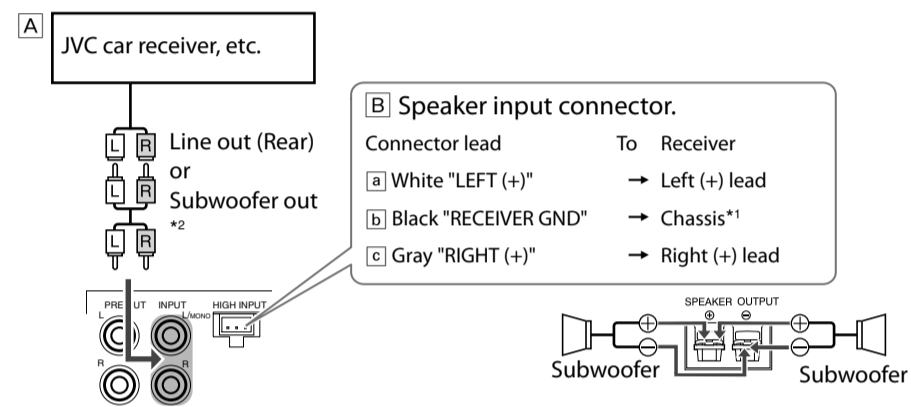 A
JVC car receiver, etc.
L R
Line out (Rear)
or
L R
Subwoofer out
*2
L R
B Speaker input connector.
Connector lead To Receiver
a White "LEFT (+)" → Left (+) lead
b Black "RECEIVER GND" → Chassis*1
c Gray "RIGHT (+)" → Right (+) lead
PRE UT INPUT HIGH INPUT
L L/MONO
R R
SPEAKER OUTPUT
⊕ ⊖
⊕ ⊕
⊖ ⊖
Subwoofer Subwoofer